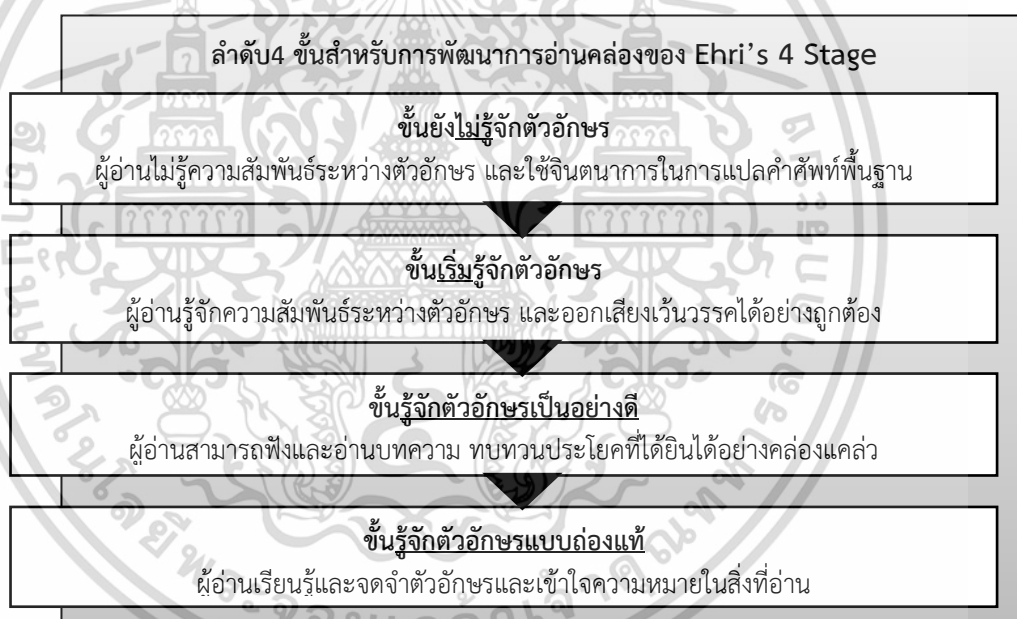 ลำดับ4 ขั้นสำหรับการพัฒนาการอ่านคล่องของ Ehri's 4 Stage
ขั้นยังไม่รู้จักตัวอักษร
ผู้อ่านไม่รู้ความสัมพันธ์ระหว่างตัวอักษร และใช้จินตนาการในการแปลคำศัพท์พื้นฐาน
ขั้นเริ่มรู้จักตัวอักษร
ผู้อ่านรู้จักความสัมพันธ์ระหว่างตัวอักษร และออกเสียงเว้นวรรคได้อย่างถูกต้อง
ขั้นรู้จักตัวอักษรเป็นอย่างดี
ผู้อ่านสามารถฟังและอ่านบทความ ทบทวนประโยคที่ได้ยินได้อย่างคล่องแคล่ว
ขั้นรู้จักตัวอักษรแบบถ่องแท้
ผู้อ่านเรียนรู้และจดจำตัวอักษรและเข้าใจความหมายในสิ่งที่อ่าน